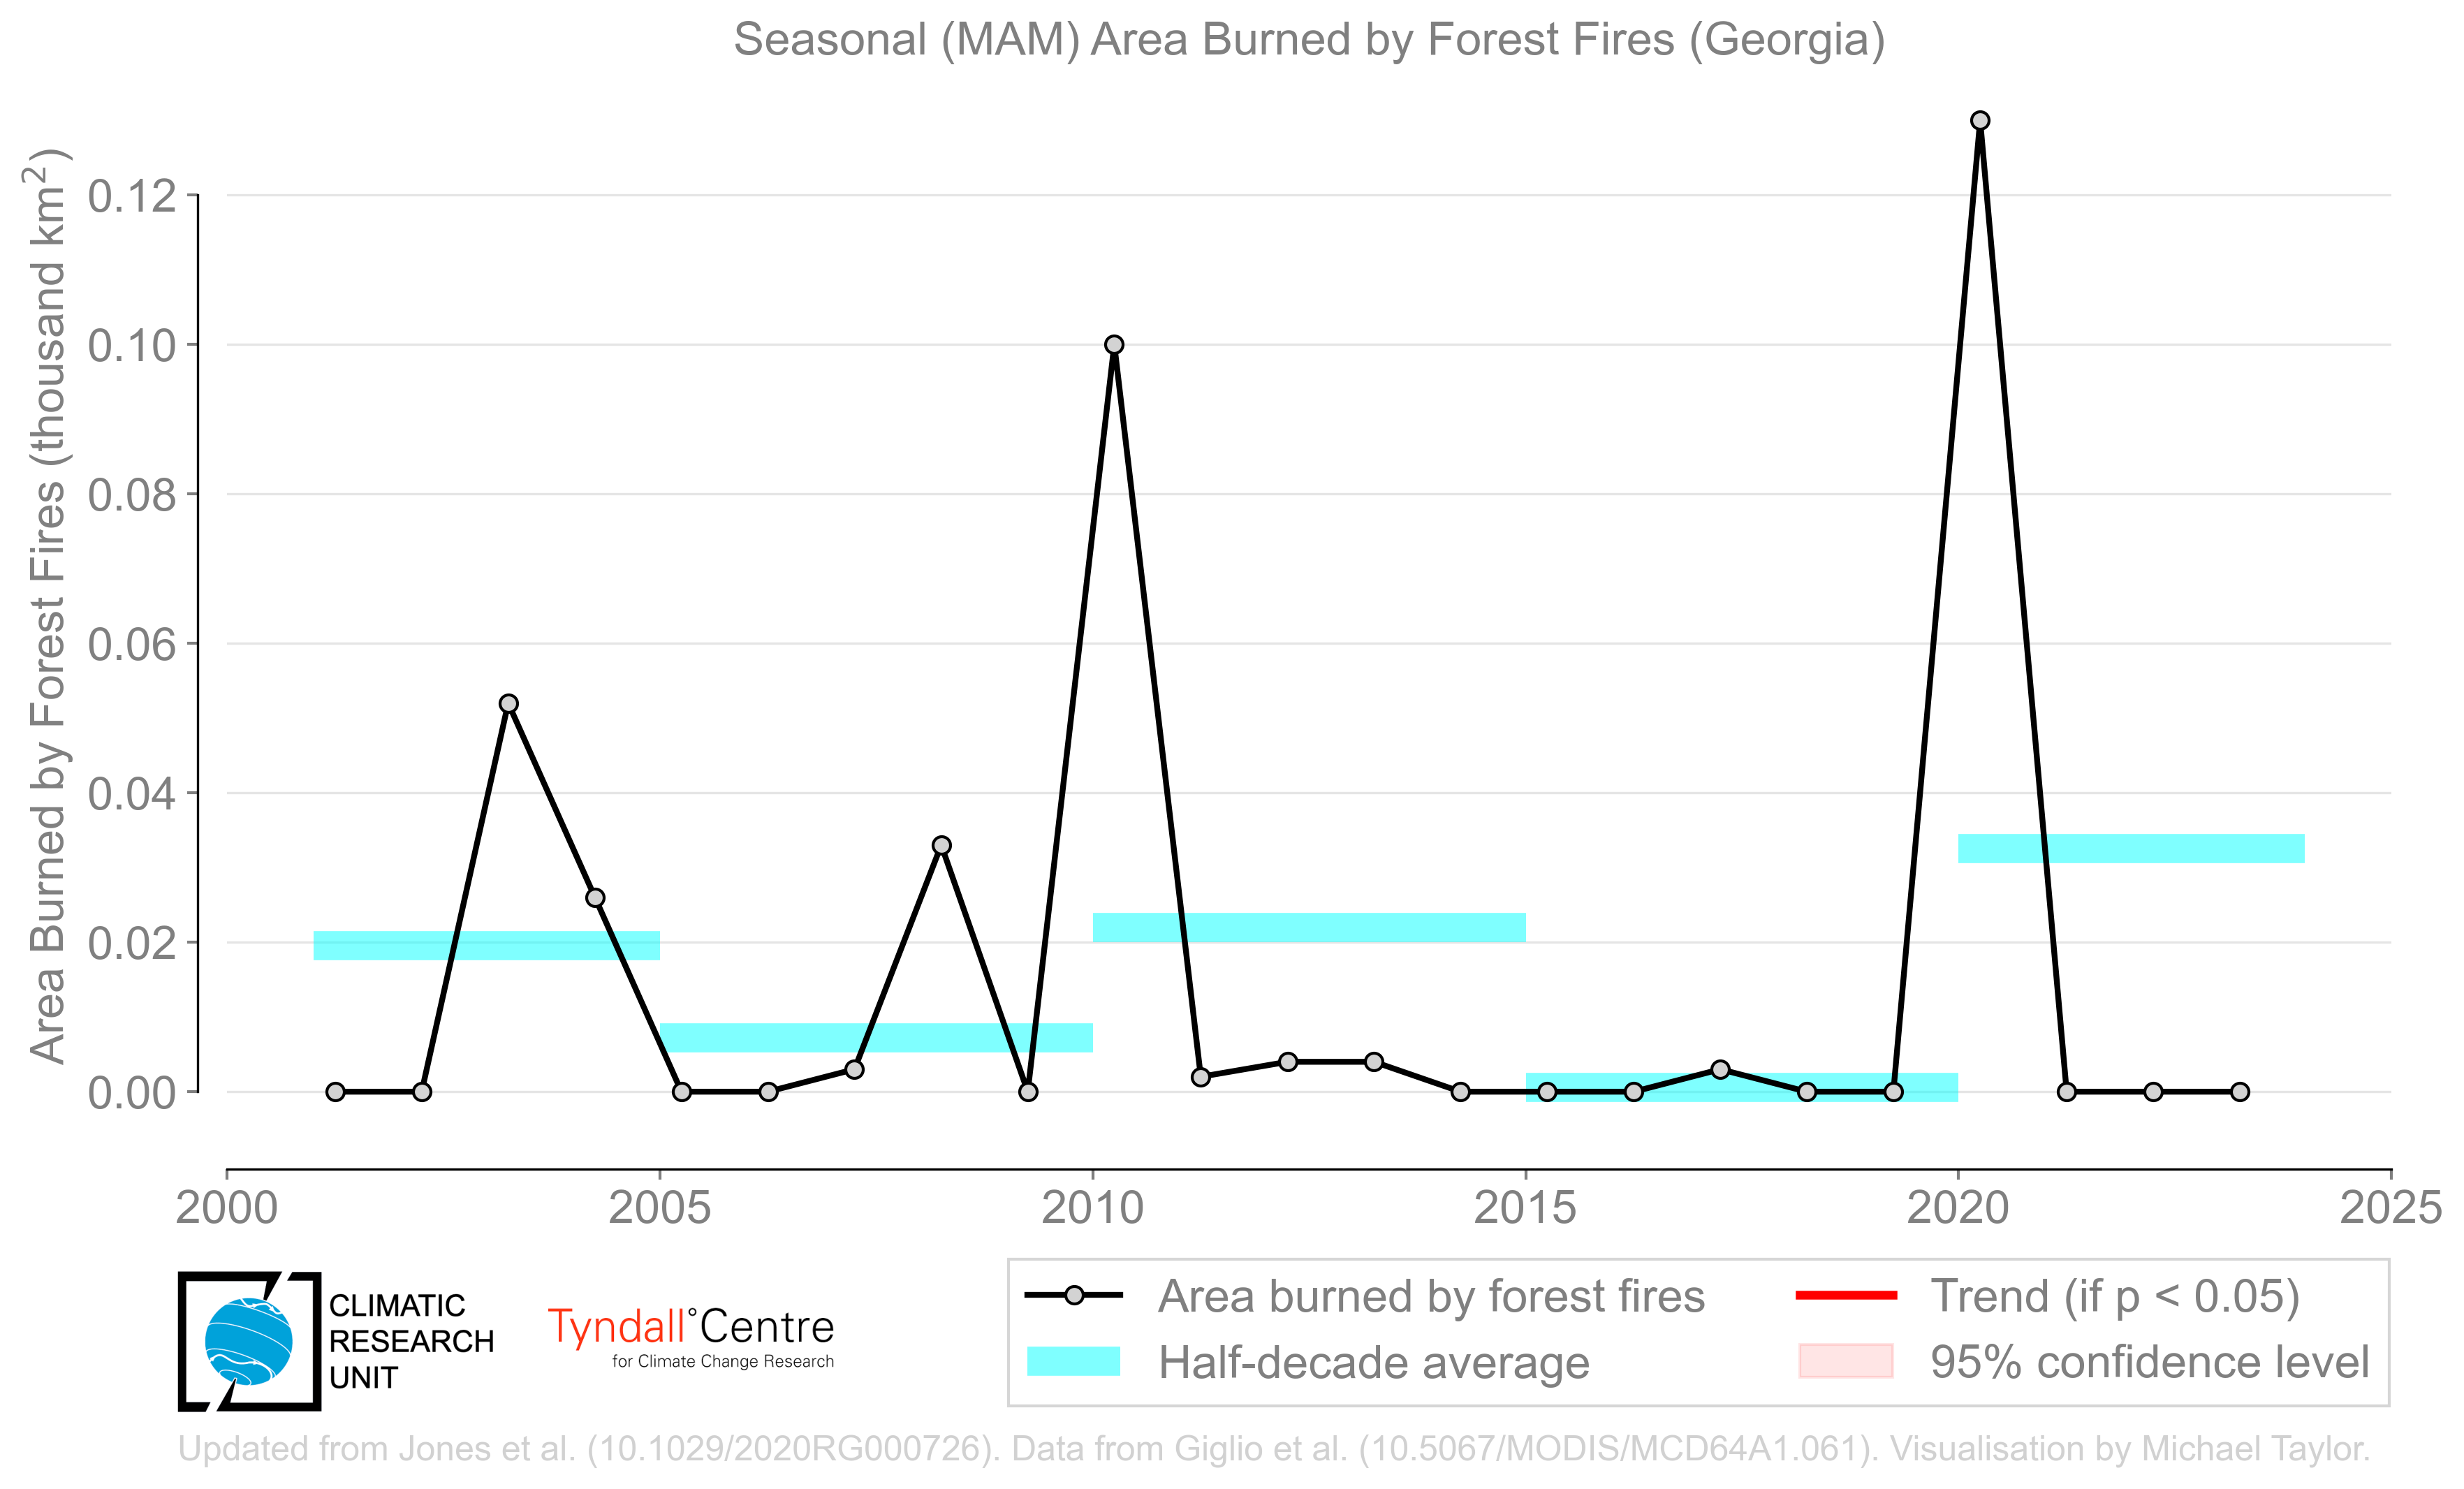 Seasonal (MAM) Area Burned by Forest Fires (Georgia)
Area Burned by Forest Fires (thousand km²)
0.12
0.10
0.08
0.06
0.04
0.02
0.00
2000 2005 2010 2015 2020 2025
CLIMATIC
RESEARCH
UNIT
Tyndall°Centre
for Climate Change Research
Area burned by forest fires
Half-decade average
Trend (if p < 0.05)
95% confidence level
Updated from Jones et al. (10.1029/2020RG000726). Data from Giglio et al. (10.5067/MODIS/MCD64A1.061). Visualisation by Michael Taylor.